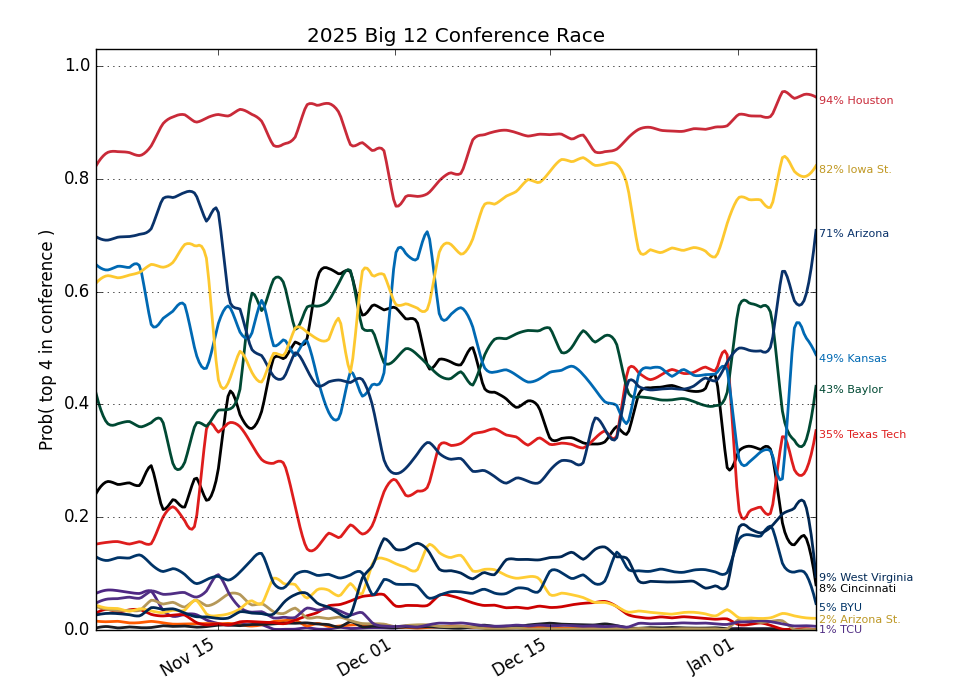 2025 Big 12 Conference Race
Prob( top 4 in conference )
1.0
0.8
0.6
0.4
0.2
0.0
Nov 15
Dec 01
Dec 15
Jan 01
94% Houston
82% Iowa St.
71% Arizona
49% Kansas
43% Baylor
35% Texas Tech
9% West Virginia
8% Cincinnati
5% BYU
2% Arizona St.
1% TCU